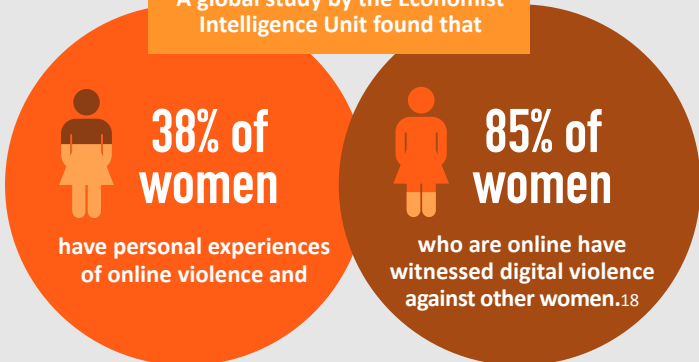 A global study by the Economist
Intelligence Unit found that
38% of
women
have personal experiences
of online violence and
85% of
women
who are online have
witnessed digital violence
against other women.18